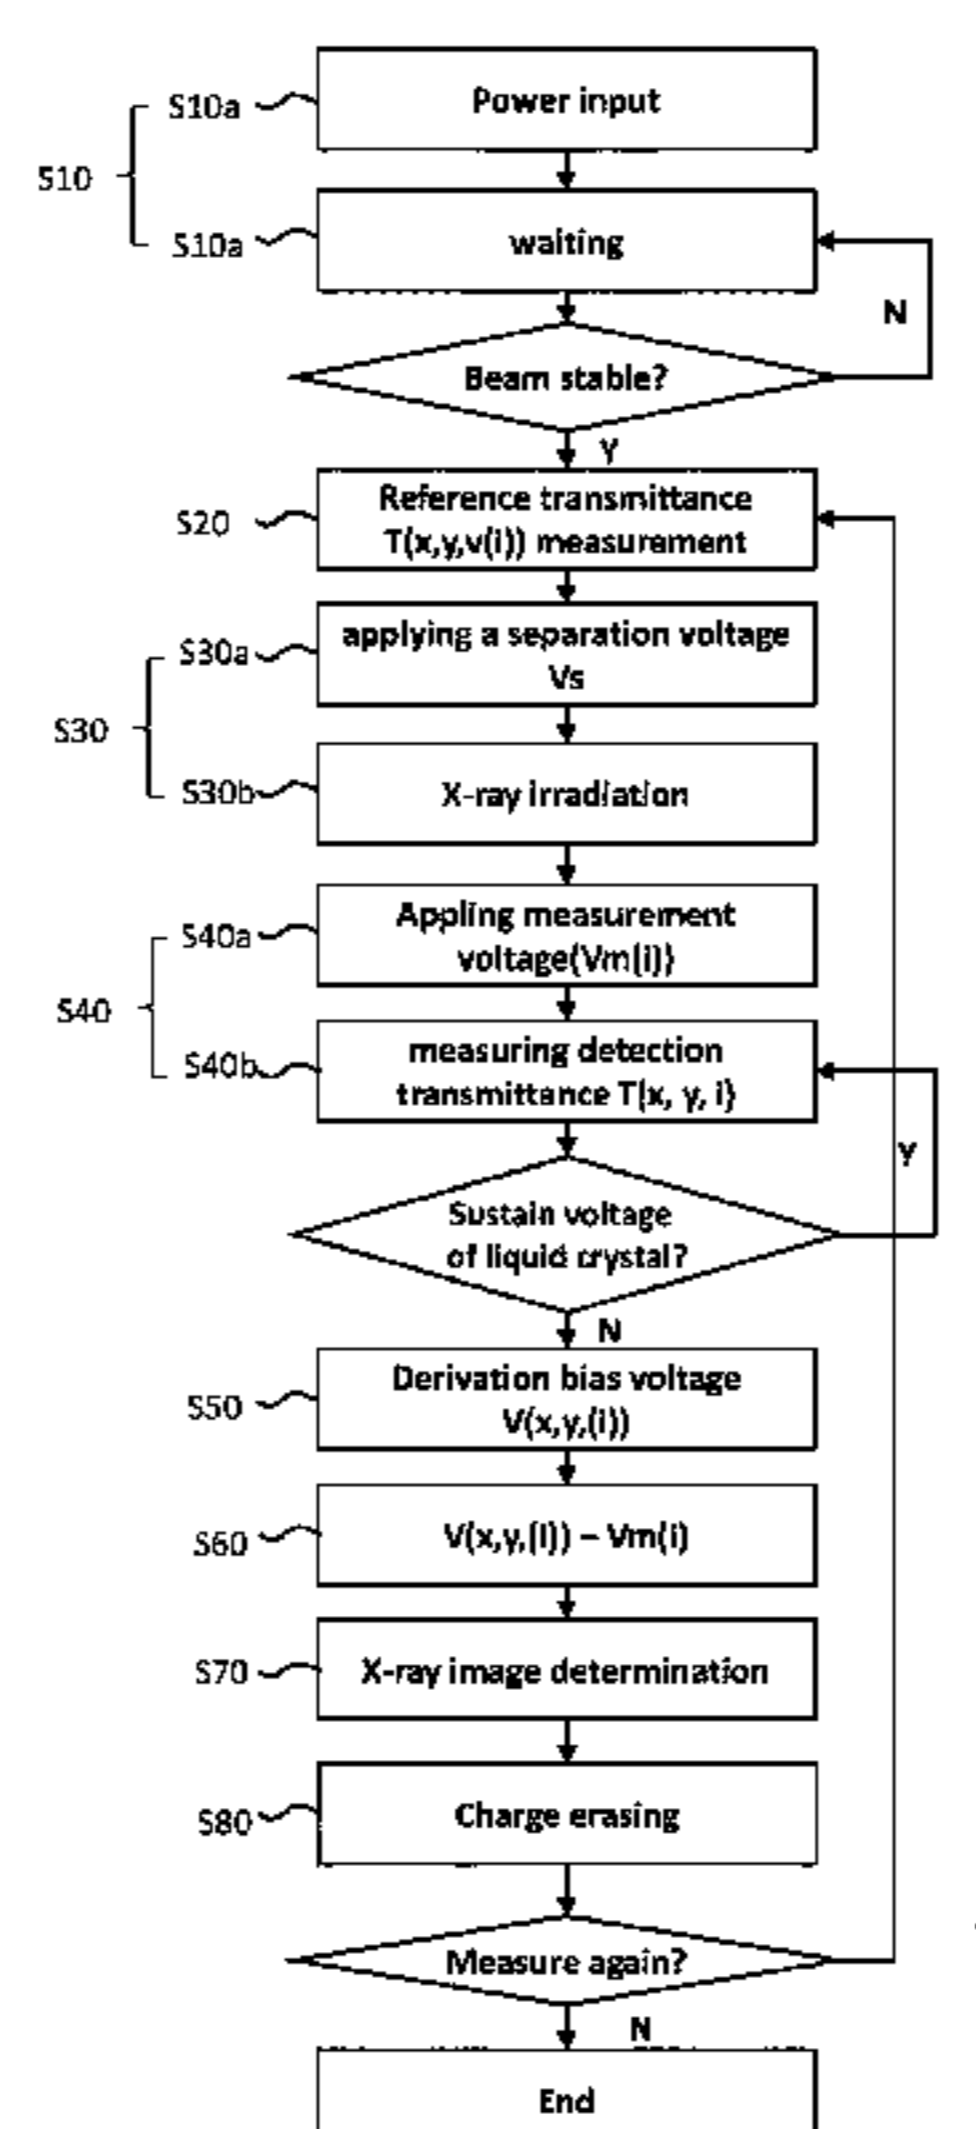 S10a
Power input
S10
S10a
waiting
N
Beam stable?
Y
S20
Reference transmittance
T(x,y,v(i)) measurement
S30a
applying a separation voltage
Vs
S30
S30b
X-ray irradiation
S40a
Appling measurement
voltage(Vm(i))
S40
S40b
measuring detection
transmittance T(x, y, i)
Y
Sustain voltage
of liquid crystal?
N
S50
Derivation bias voltage
V(x,y,(i))
S60
V(x,y,(i)) – Vm(i)
S70
X-ray image determination
S80
Charge erasing
Measure again?
N
End